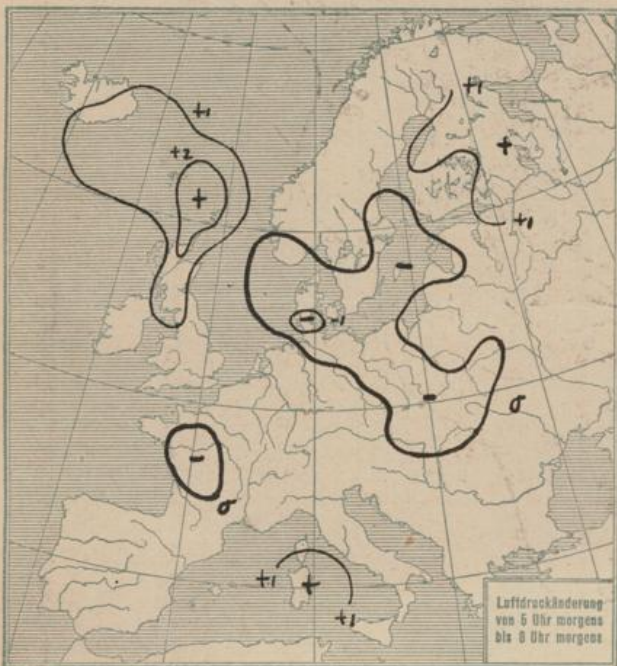 +1
+1
+2
+
+
+1
-
-
-1
-
σ
-
σ
+1
+
+1
Luftdruckänderung
von 5 Uhr morgens
bis 8 Uhr morgens